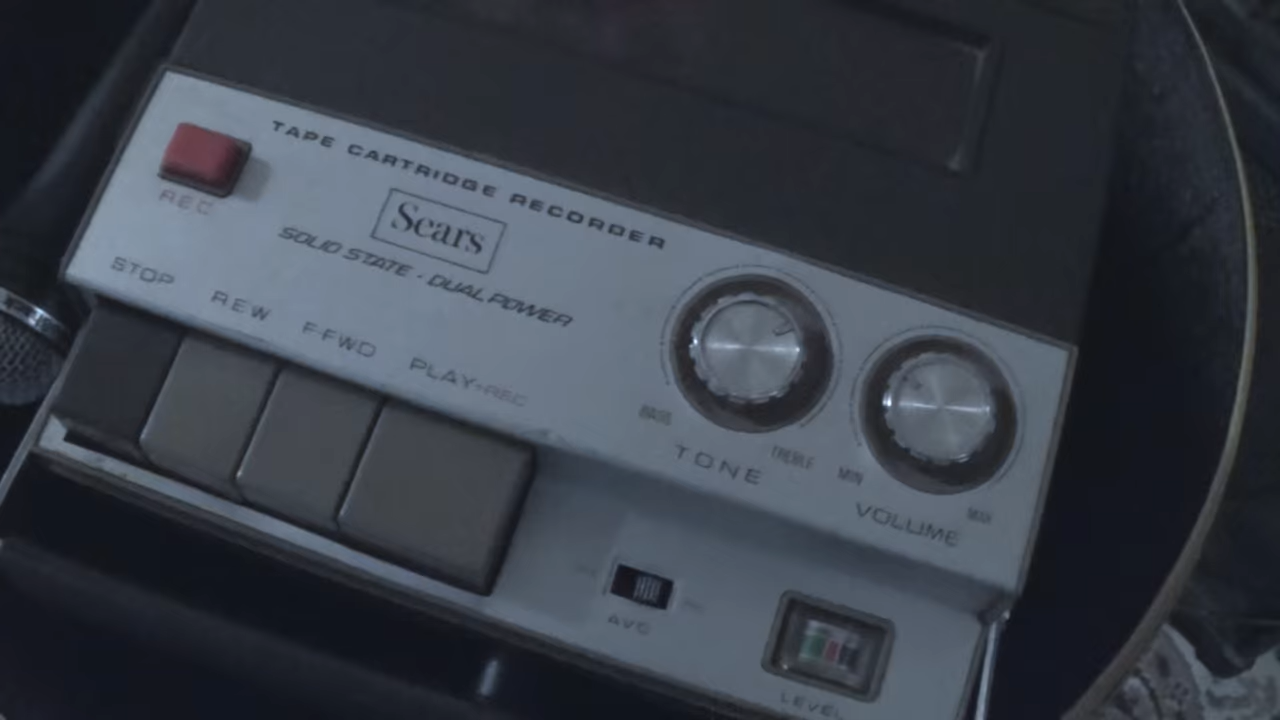 TAPE CARTRIDGE RECORDER
Sears
SOLID STATE - DUAL POWER
REC
STOP
REW
F-FWD
PLAY-REC
BASS
TREBLE
TONE
MIN
MAX
VOLUME
AVC
LEVEL